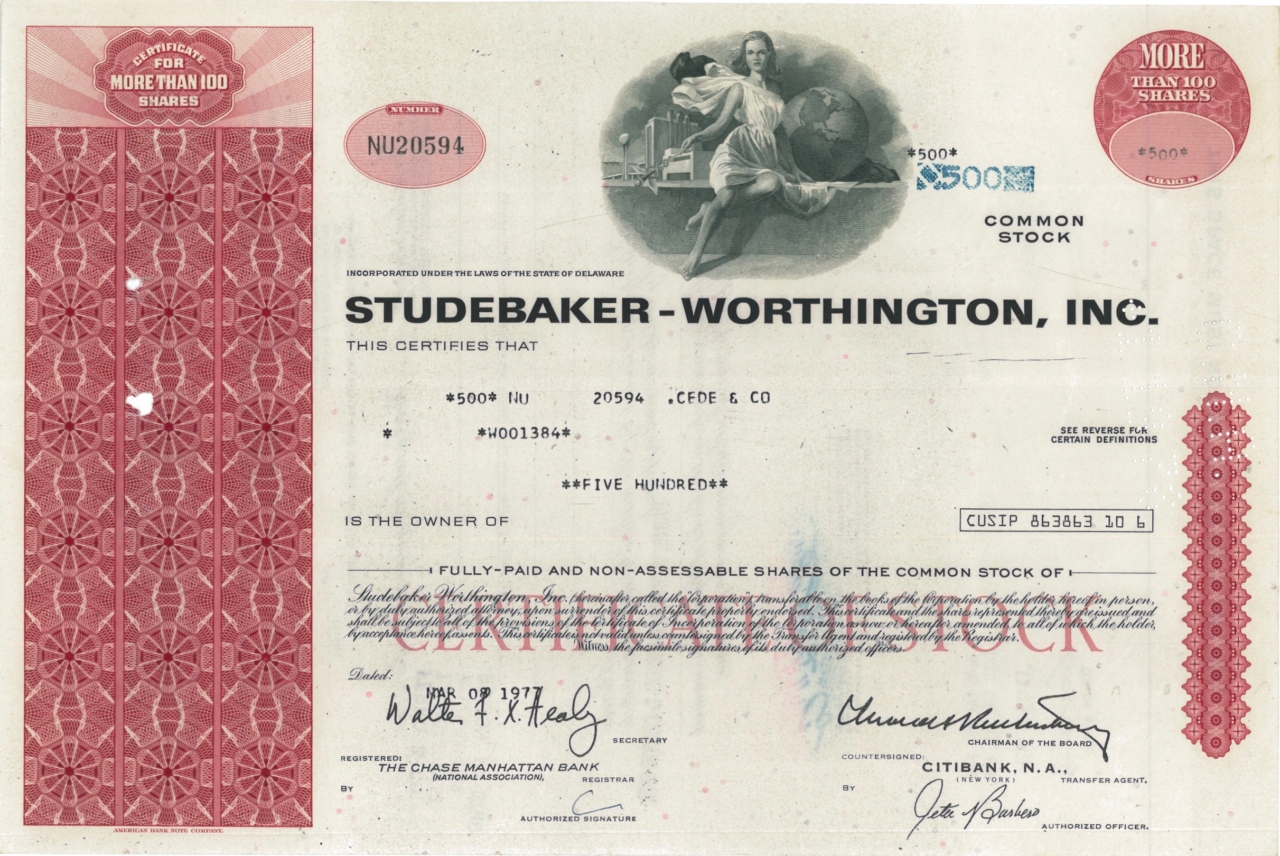 CERTIFICATE
FOR
MORE THAN 100
SHARES
NUMBER
NU20594
MORE
THAN 100
SHARES
*500*
SHARES
*500*
$500
COMMON
STOCK
INCORPORATED UNDER THE LAWS OF THE STATE OF DELAWARE
STUDEBAKER-WORTHINGTON, INC.
THIS CERTIFIES THAT
*500* NU 20594 .CEDE & CO
* *W001384*
SEE REVERSE FOR
CERTAIN DEFINITIONS
**FIVE HUNDRED**
IS THE OWNER OF
CUSIP 863863 10 6
FULLY-PAID AND NON-ASSESSABLE SHARES OF THE COMMON STOCK OF
CERTIFICATE STOCK
Studebaker-Worthington, Inc. (hereinafter called the Corporation) transferable on the books of the Corporation by the holder hereof in person,
or by duly authorized attorney, upon surrender of this certificate properly endorsed. This certificate and the shares represented hereby are issued and
shall be subject to all of the provisions of the Certificate of Incorporation of the Corporation as now or hereafter amended, to all of which the holder,
by acceptance hereof, assents. This certificate is not valid unless countersigned by the Transfer Agent and registered by the Registrar.
Witness the facsimile signatures of its duly authorized officers.
Dated:
MAR 1977
Walter F. X. Healy
SECRETARY
CHAIRMAN OF THE BOARD
REGISTERED:
THE CHASE MANHATTAN BANK
(NATIONAL ASSOCIATION),
REGISTRAR
BY
AUTHORIZED SIGNATURE
COUNTERSIGNED:
CITIBANK, N.A.,
(NEW YORK)
TRANSFER AGENT,
BY
AUTHORIZED OFFICER.
AMERICAN BANK NOTE COMPANY.